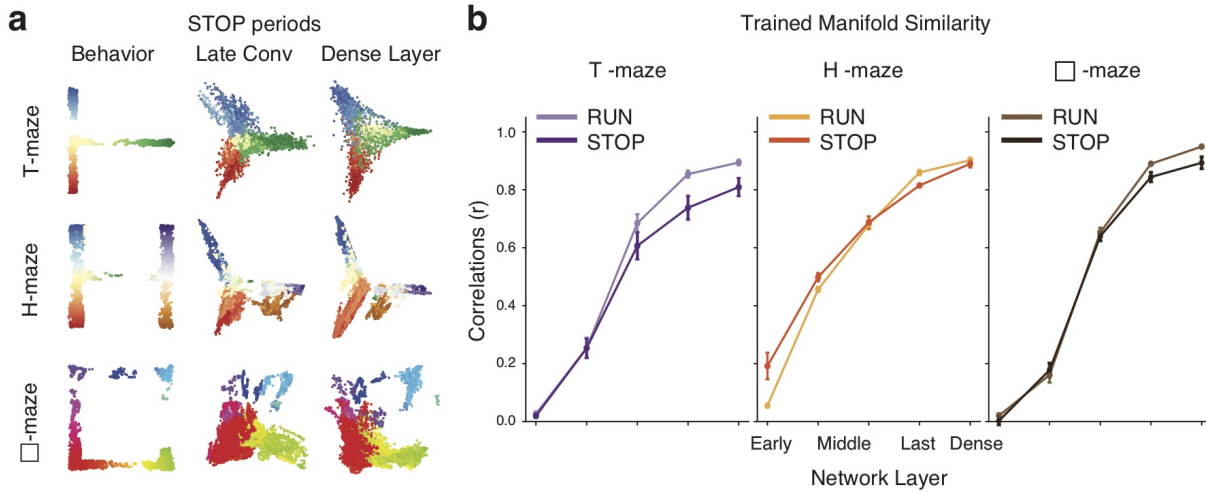 a
STOP periods
Behavior Late Conv Dense Layer
T-maze
H-maze
□-maze
b
Trained Manifold Similarity
T -maze
H -maze
□ -maze
RUN
STOP
RUN
STOP
RUN
STOP
Correlations (r)
1.0
0.8
0.6
0.4
0.2
0.0
Early Middle Last Dense
Network Layer